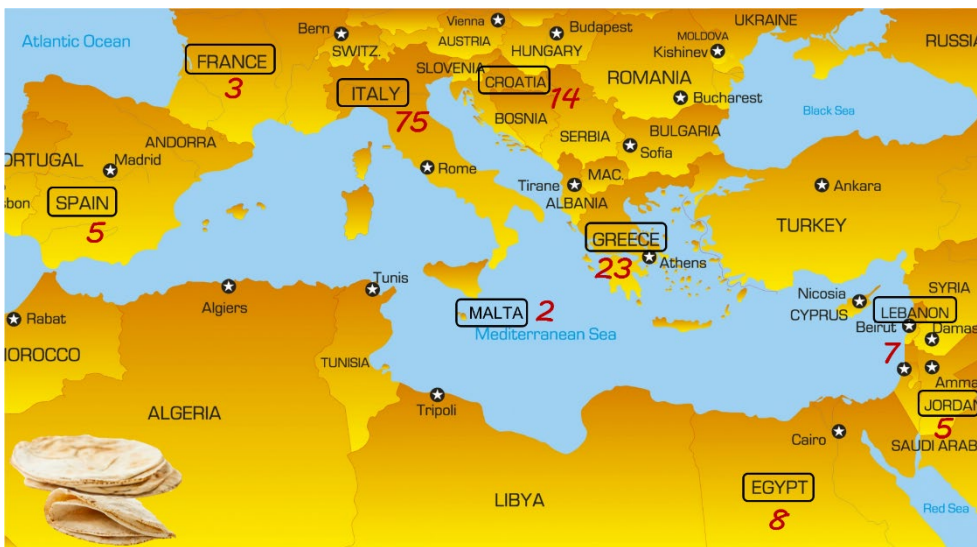 Atlantic Ocean
FRANCE
3
Bern
SWITZ.
Vienna
AUSTRIA
Budapest
HUNGARY
UKRAINE
MOLDOVA
Kishinev
RUSSIA
SLOVENIA
CROATIA
14
ITALY
75
ROMANIA
Bucharest
Black Sea
BOSNIA
SERBIA
BULGARIA
Sofia
ANDORRA
ORTUGAL
Madrid
bon
SPAIN
5
Rome
Tirane
MAC.
ALBANIA
Ankara
TURKEY
GREECE
23
Athens
Algiers
Tunis
MALTA
2
Mediterranean Sea
Nicosia
CYPRUS
SYRIA
LEBANON
Beirut
Damas
7
Rabat
OROCCO
TUNISIA
Amma
JORDAN
5
ALGERIA
Tripoli
Cairo
SAUDI ARAB
LIBYA
EGYPT
8
Red Sea